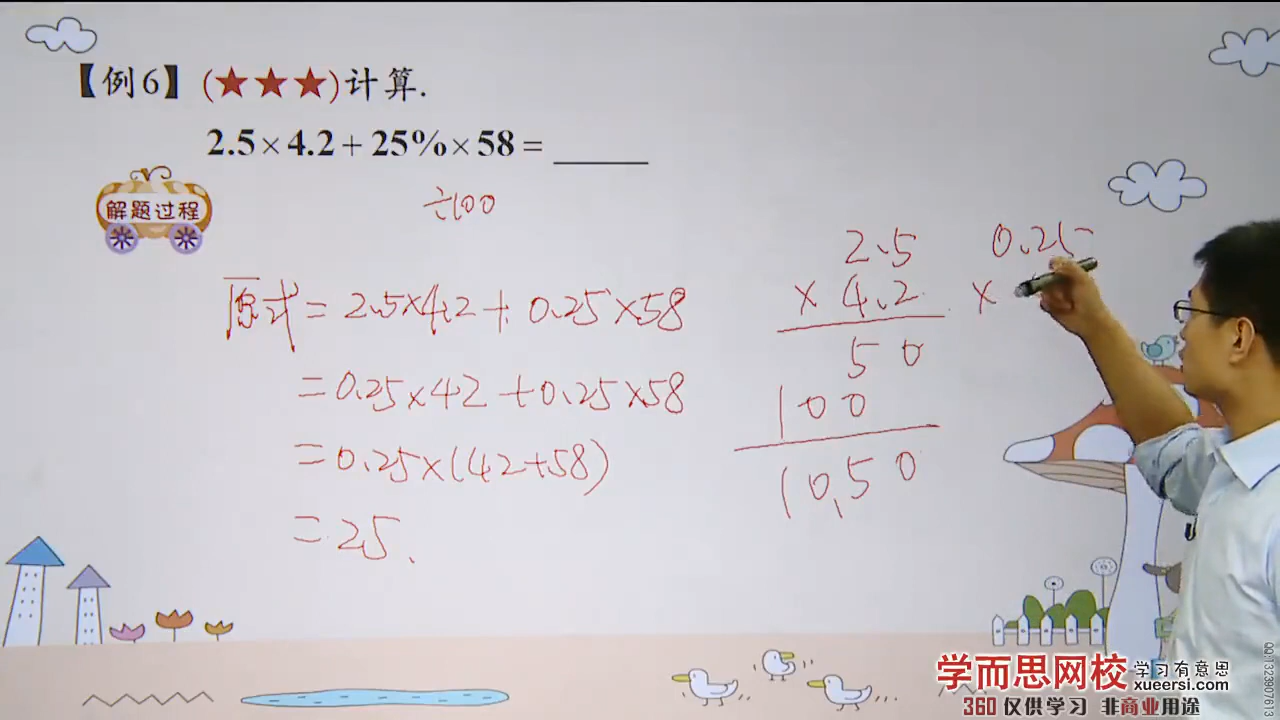 【例6】(★★★)计算.
2.5×4.2+25%×58=
÷100
解题过程
原式=2.5×4.2+0.25×58
=0.25×42+0.25×58
=0.25×(42+58)
=25.
2.5
×4.2
50
100
10.50
0.25
×
学而思网校 学习有意思
xueersi.com
360 仅供学习 非商业用途
QQ:323907613